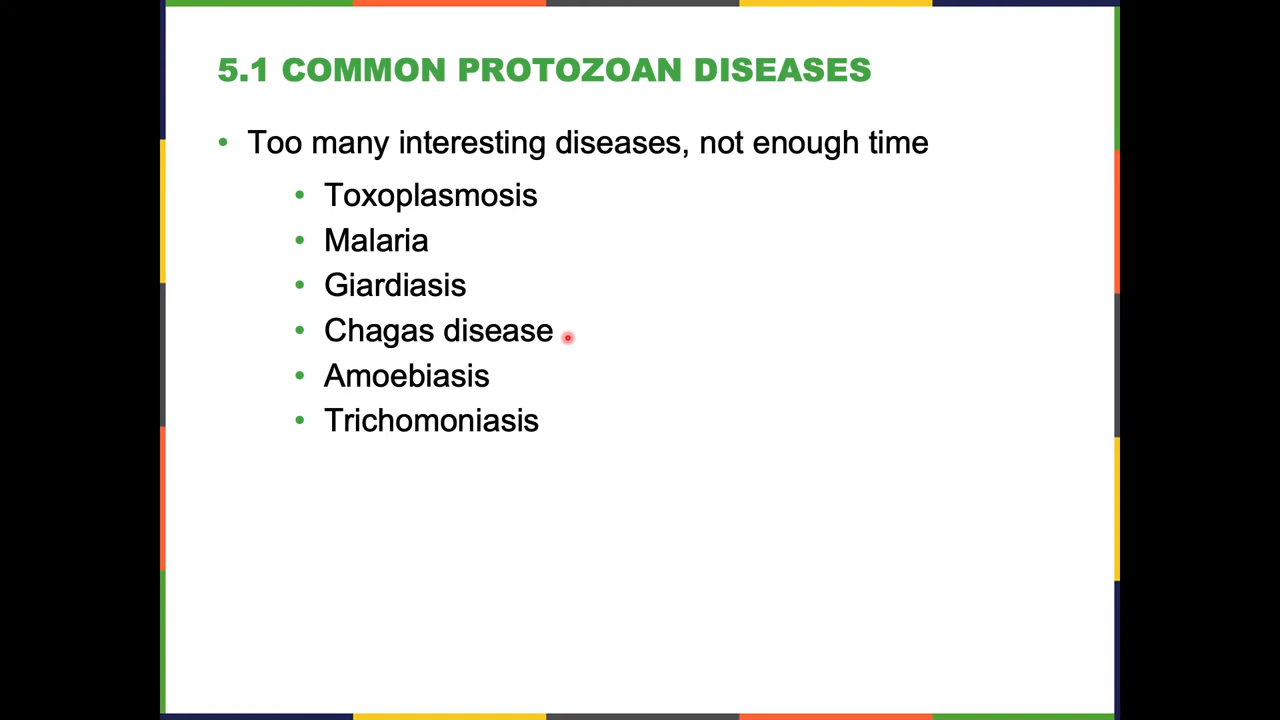 5.1 COMMON PROTOZOAN DISEASES
• Too many interesting diseases, not enough time
• Toxoplasmosis
• Malaria
• Giardiasis
• Chagas disease
• Amoebiasis
• Trichomoniasis